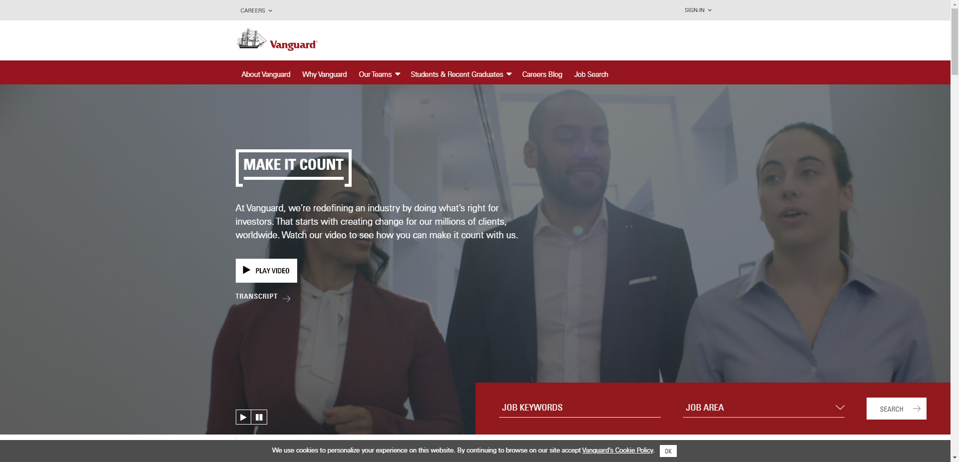 CAREERS
SIGN-IN
Vanguard
About Vanguard Why Vanguard Our Teams Students & Recent Graduates Careers Blog Job Search
MAKE IT COUNT
At Vanguard, we're redefining an industry by doing what's right for
investors. That starts with creating change for our millions of clients,
worldwide. Watch our video to see how you can make it count with us.
PLAY VIDEO
TRANSCRIPT
JOB KEYWORDS
JOB AREA
SEARCH
We use cookies to personalize your experience on this website. By continuing to browse on our site accept Vanguard's Cookie Policy. OK